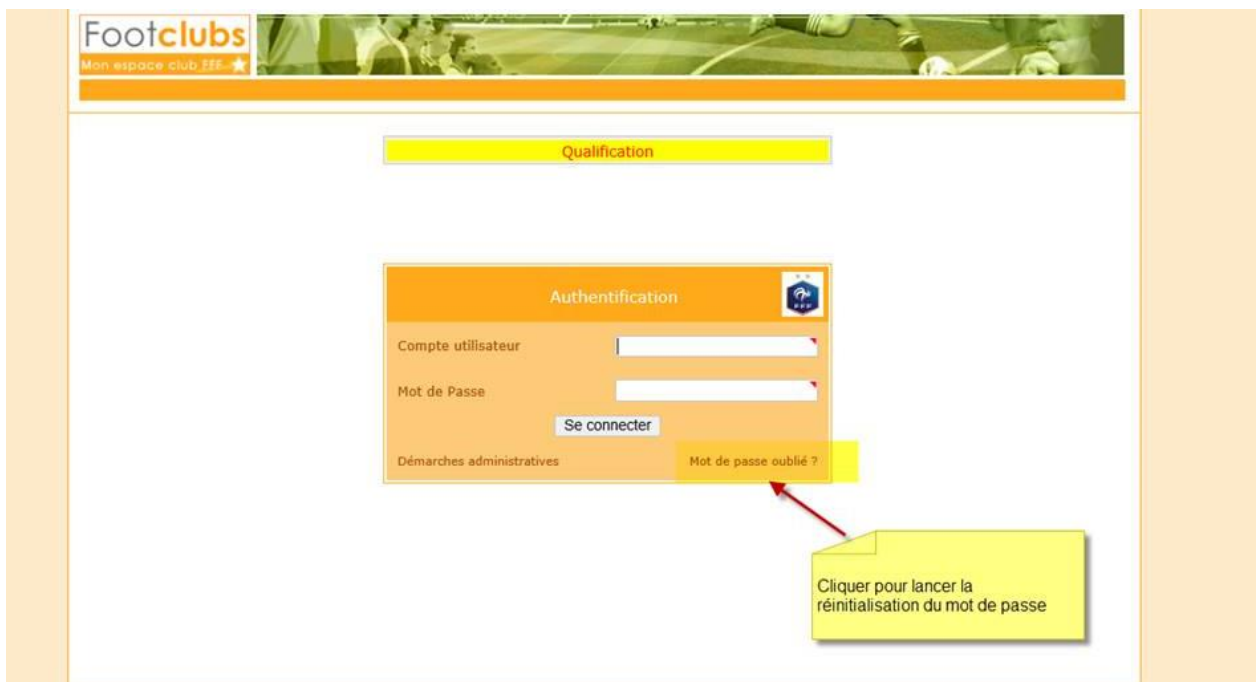 Footclubs
Mon espace club FFF
Qualification
Authentification
FFF
Compte utilisateur
Mot de Passe
Se connecter
Démarches administratives
Mot de passe oublié ?
Cliquer pour lancer la
réinitialisation du mot de passe